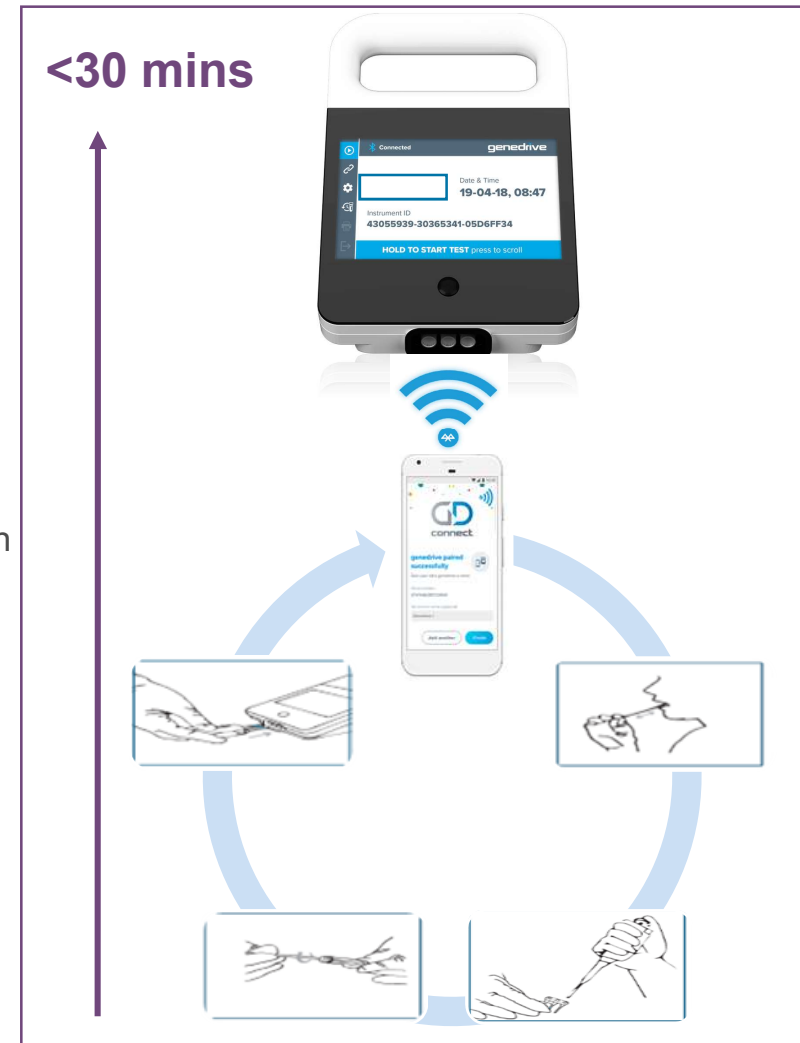 <30 mins
Connected
genedrive
Date & Time
19-04-18, 08:47
Instrument ID
43055939-30365341-05D6FF34
HOLD TO START TEST press to scroll
GD
connect
genedrive paired
successfully
n